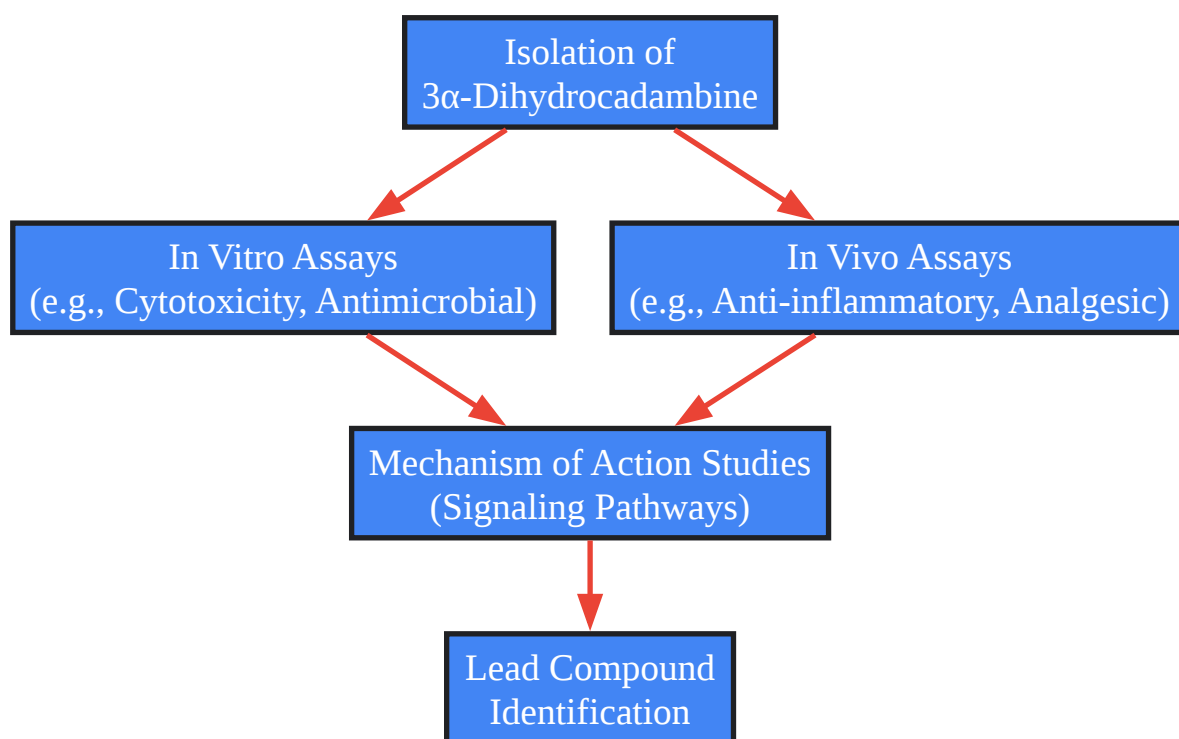 Isolation of
3α-Dihydrocadambine
In Vitro Assays
(e.g., Cytotoxicity, Antimicrobial)
In Vivo Assays
(e.g., Anti-inflammatory, Analgesic)
Mechanism of Action Studies
(Signaling Pathways)
Lead Compound
Identification